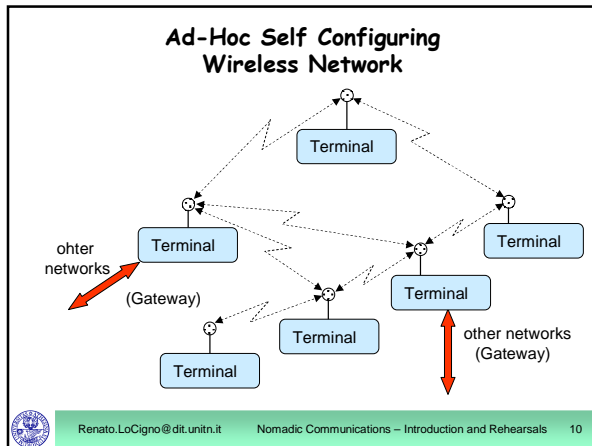 Ad-Hoc Self Configuring
Wireless Network
Terminal
Terminal
Terminal
ohter
networks
(Gateway)
Terminal
Terminal
Terminal
other networks
(Gateway)
Renato.LoCigno@dit.unitn.it Nomadic Communications – Introduction and Rehearsals 10